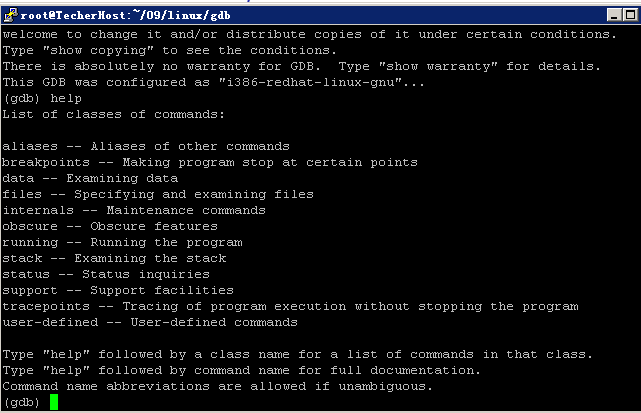 root@TecherHost:~/09/linux/gdb
welcome to change it and/or distribute copies of it under certain conditions.
Type "show copying" to see the conditions.
There is absolutely no warranty for GDB.  Type "show warranty" for details.
This GDB was configured as "i386-redhat-linux-gnu"...
(gdb) help
List of classes of commands:

aliases -- Aliases of other commands
breakpoints -- Making program stop at certain points
data -- Examining data
files -- Specifying and examining files
internals -- Maintenance commands
obscure -- Obscure features
running -- Running the program
stack -- Examining the stack
status -- Status inquiries
support -- Support facilities
tracepoints -- Tracing of program execution without stopping the program
user-defined -- User-defined commands

Type "help" followed by a class name for a list of commands in that class.
Type "help" followed by command name for full documentation.
Command name abbreviations are allowed if unambiguous.
(gdb)